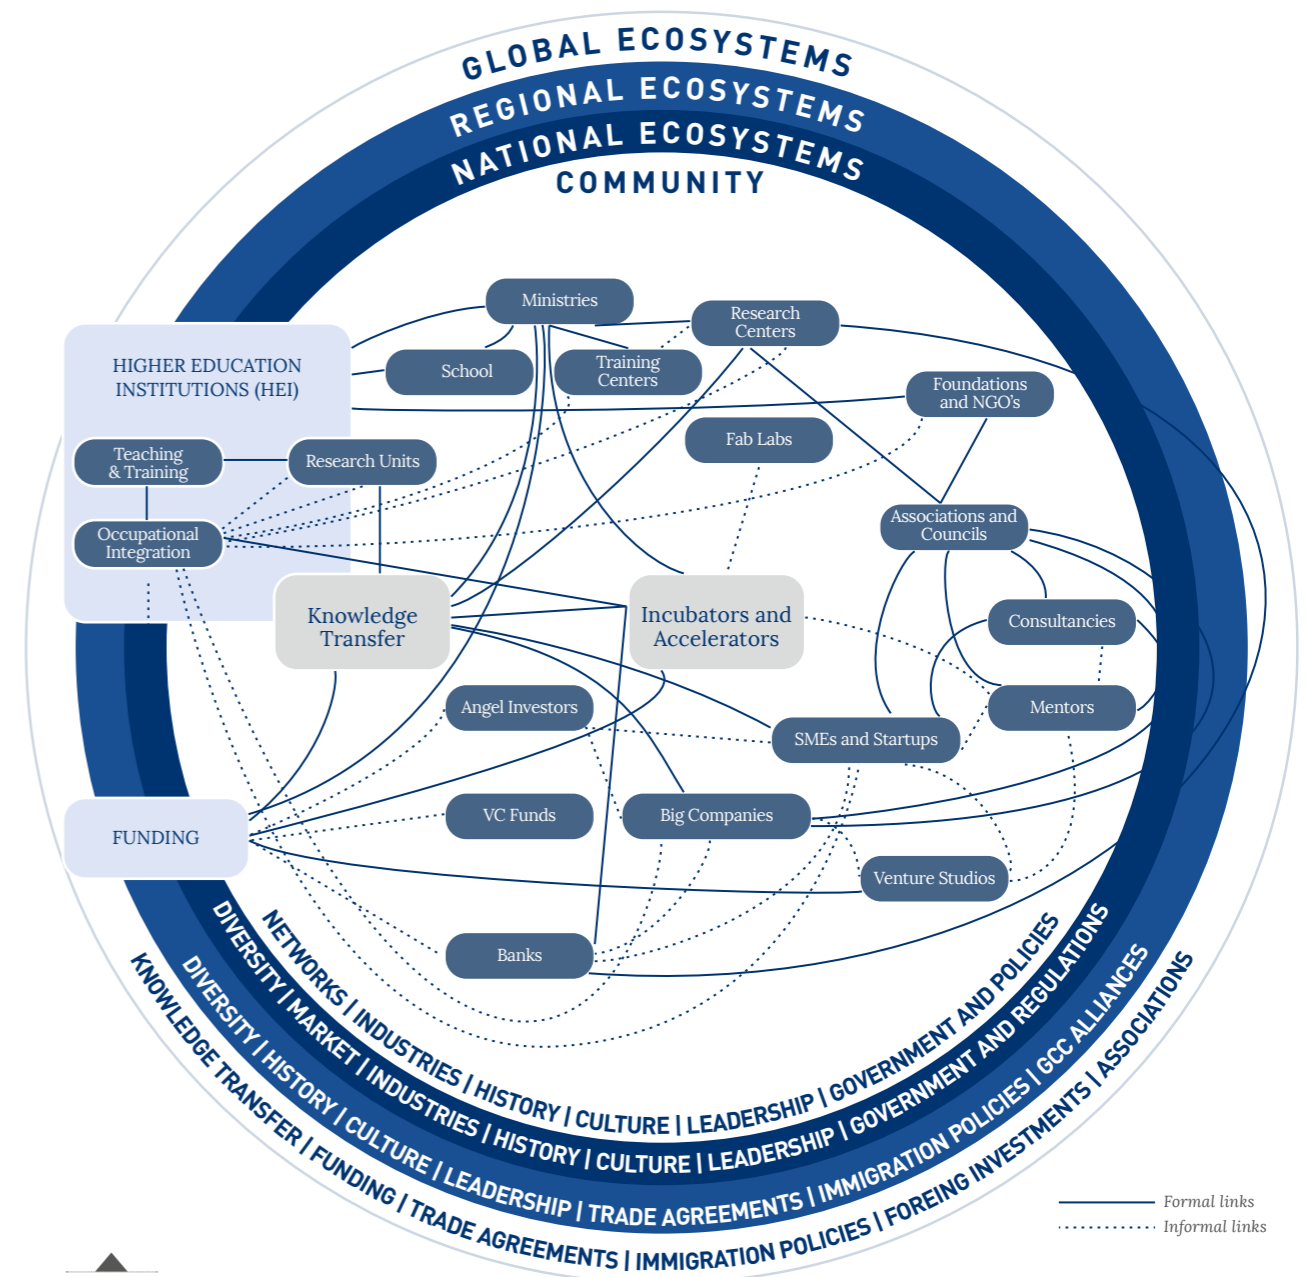 GLOBAL ECOSYSTEMS
REGIONAL ECOSYSTEMS
NATIONAL ECOSYSTEMS
COMMUNITY
Ministries
Research
Centers
School
Training
Centers
HIGHER EDUCATION
INSTITUTIONS (HEI)
Foundations
and NGO's
Fab Labs
Teaching
& Training
Research Units
Occupational
Integration
Associations and
Councils
Knowledge
Transfer
Incubators and
Accelerators
Consultancies
Angel Investors
Mentors
SMEs and Startups
FUNDING
VC Funds
Big Companies
Venture Studios
Banks
NETWORKS | INDUSTRIES | HISTORY | CULTURE | LEADERSHIP | GOVERNMENT AND POLICIES
DIVERSITY | MARKET | INDUSTRIES | HISTORY | CULTURE | LEADERSHIP | GOVERNMENT AND REGULATIONS
DIVERSITY | HISTORY | CULTURE | LEADERSHIP | TRADE AGREEMENTS | IMMIGRATION POLICIES | GCC ALLIANCES
KNOWLEDGE TRANSFER | FUNDING | TRADE AGREEMENTS | IMMIGRATION POLICIES | FOREING INVESTMENTS | ASSOCIATIONS
Formal links
Informal links